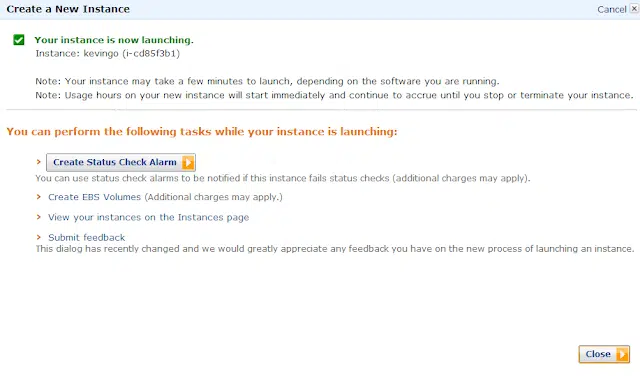 Create a New Instance
Cancel
Your instance is now launching.
Instance: kevingo (i-cd85f3b1)
Note: Your instance may take a few minutes to launch, depending on the software you are running.
Note: Usage hours on your new instance will start immediately and continue to accrue until you stop or terminate your instance.
You can perform the following tasks while your instance is launching:
Create Status Check Alarm
You can use status check alarms to be notified if this instance fails status checks (additional charges may apply).
Create EBS Volumes (Additional charges may apply.)
View your instances on the Instances page
Submit feedback
This dialog has recently changed and we would greatly appreciate any feedback you have on the new process of launching an instance.
Close